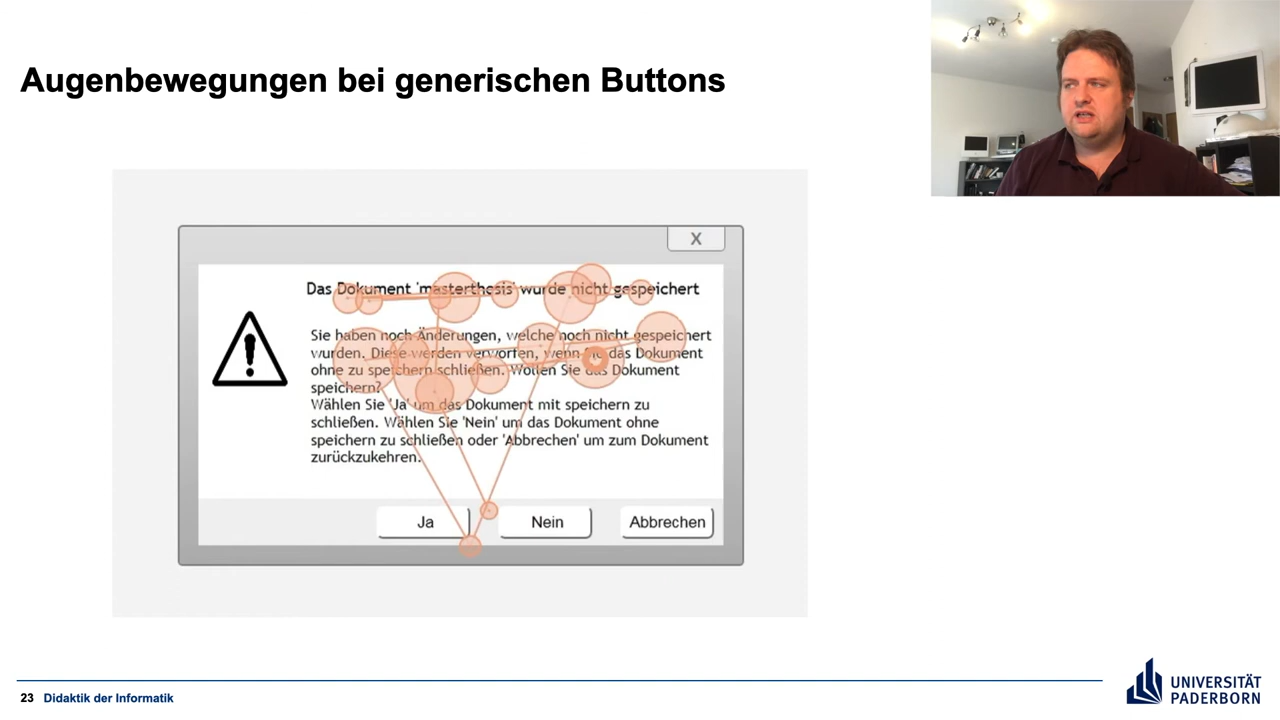 Augenbewegungen bei generischen Buttons
X
Das Dokument 'masterthesis' wurde nicht gespeichert
Sie haben noch Änderungen, welche noch nicht gespeichert
wurden. Diese werden verworfen, wenn Sie das Dokument
ohne zu speichern schließen. Wollen Sie das Dokument
speichern?
Wählen Sie 'Ja' um das Dokument mit speichern zu
schließen. Wählen Sie 'Nein' um das Dokument ohne
speichern zu schließen oder 'Abbrechen' um zum Dokument
zurückzukehren.
Ja
Nein
Abbrechen
23 Didaktik der Informatik
UNIVERSITÄT
PADERBORN